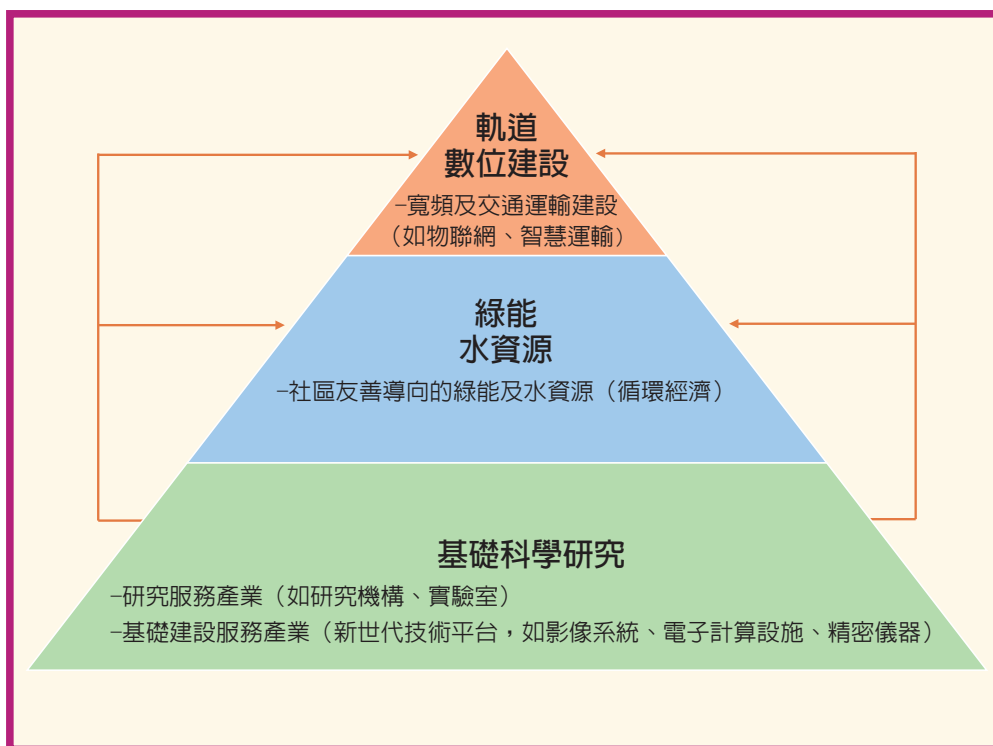 軌道
數位建設
–寬頻及交通運輸建設
（如物聯網、智慧運輸）
綠能
水資源
–社區友善導向的綠能及水資源（循環經濟）
基礎科學研究
–研究服務產業（如研究機構、實驗室）
–基礎建設服務產業（新世代技術平台，如影像系統、電子計算設施、精密儀器）